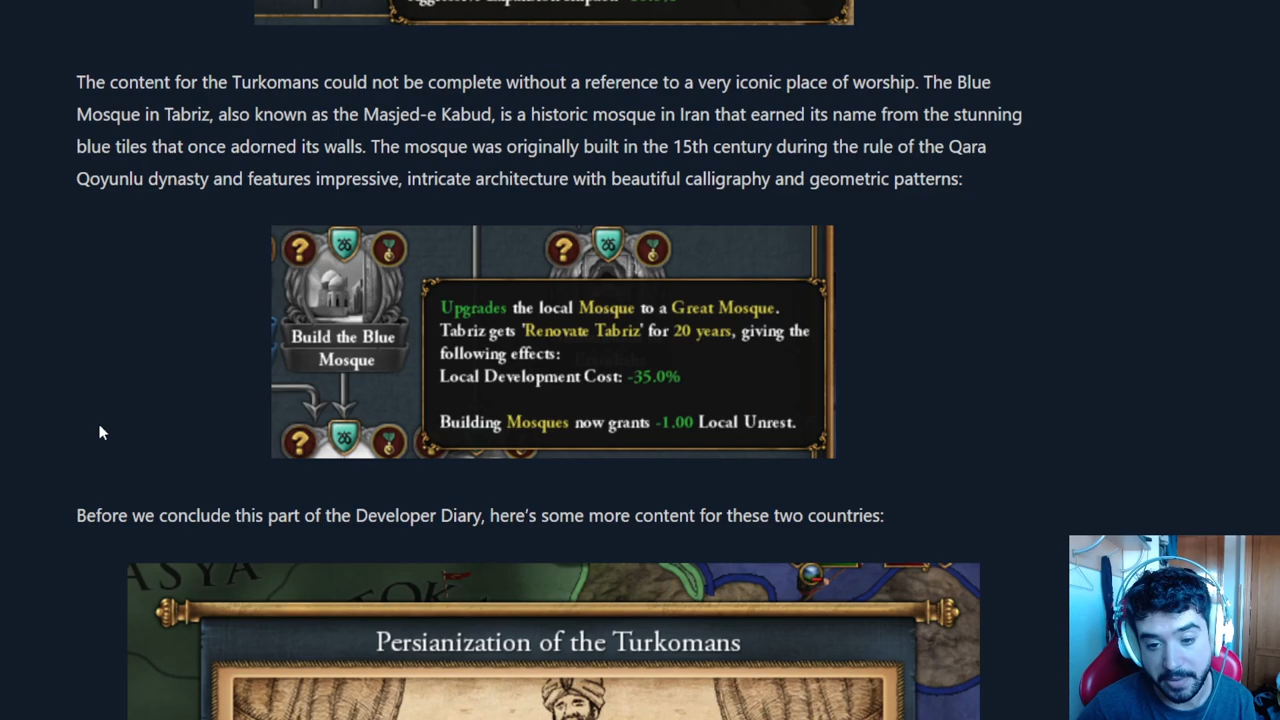 The content for the Turkomans could not be complete without a reference to a very iconic place of worship. The Blue
Mosque in Tabriz, also known as the Masjed-e Kabud, is a historic mosque in Iran that earned its name from the stunning
blue tiles that once adorned its walls. The mosque was originally built in the 15th century during the rule of the Qara
Qoyunlu dynasty and features impressive, intricate architecture with beautiful calligraphy and geometric patterns:
Build the Blue
Mosque
Upgrades the local Mosque to a Great Mosque.
Tabriz gets 'Renovate Tabriz' for 20 years, giving the
following effects:
Local Development Cost: -35.0%
Building Mosques now grants -1.00 Local Unrest.
Before we conclude this part of the Developer Diary, here's some more content for these two countries:
Persianization of the Turkomans